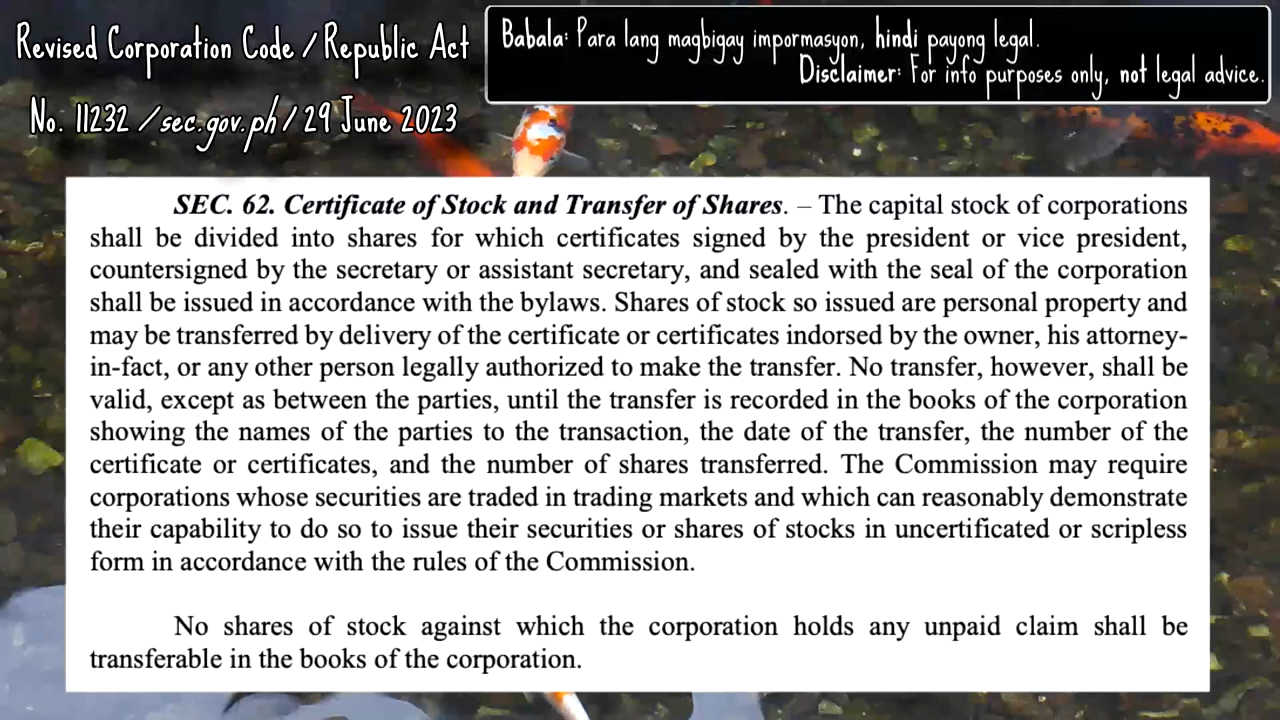 Revised Corporation Code / Republic Act
No. 11232 / sec.gov.ph / 29 June 2023
Babala: Para lang magbigay impormasyon, hindi payong legal.
Disclaimer: For info purposes only, not legal advice.
SEC. 62. Certificate of Stock and Transfer of Shares. – The capital stock of corporations
shall be divided into shares for which certificates signed by the president or vice president,
countersigned by the secretary or assistant secretary, and sealed with the seal of the corporation
shall be issued in accordance with the bylaws. Shares of stock so issued are personal property and
may be transferred by delivery of the certificate or certificates indorsed by the owner, his attorney-
in-fact, or any other person legally authorized to make the transfer. No transfer, however, shall be
valid, except as between the parties, until the transfer is recorded in the books of the corporation
showing the names of the parties to the transaction, the date of the transfer, the number of the
certificate or certificates, and the number of shares transferred. The Commission may require
corporations whose securities are traded in trading markets and which can reasonably demonstrate
their capability to do so to issue their securities or shares of stocks in uncertificated or scripless
form in accordance with the rules of the Commission.
No shares of stock against which the corporation holds any unpaid claim shall be
transferable in the books of the corporation.